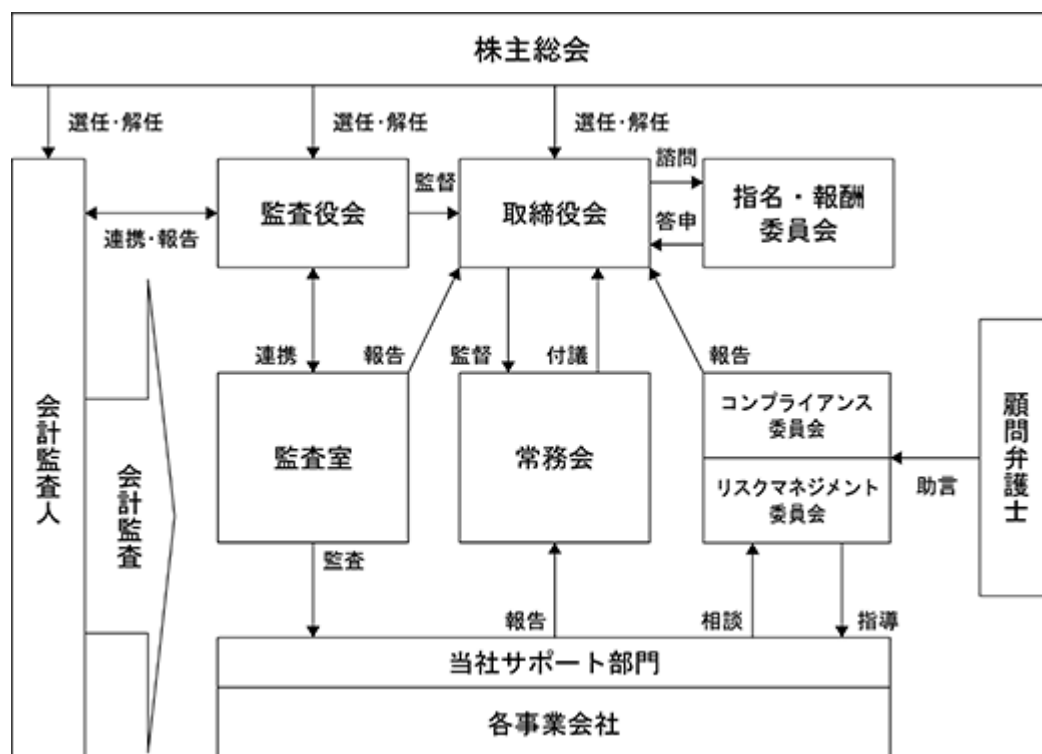 株主総会
選任・解任
選任・解任
選任・解任
監査役会
監督
取締役会
諮問
答申
指名・報酬
委員会
連携・報告
連携
報告
監督
付議
報告
会計監査人
会計監査
監査室
常務会
コンプライアンス
委員会
リスクマネジメント
委員会
助言
顧問弁護士
監査
報告
相談
指導
当社サポート部門
各事業会社